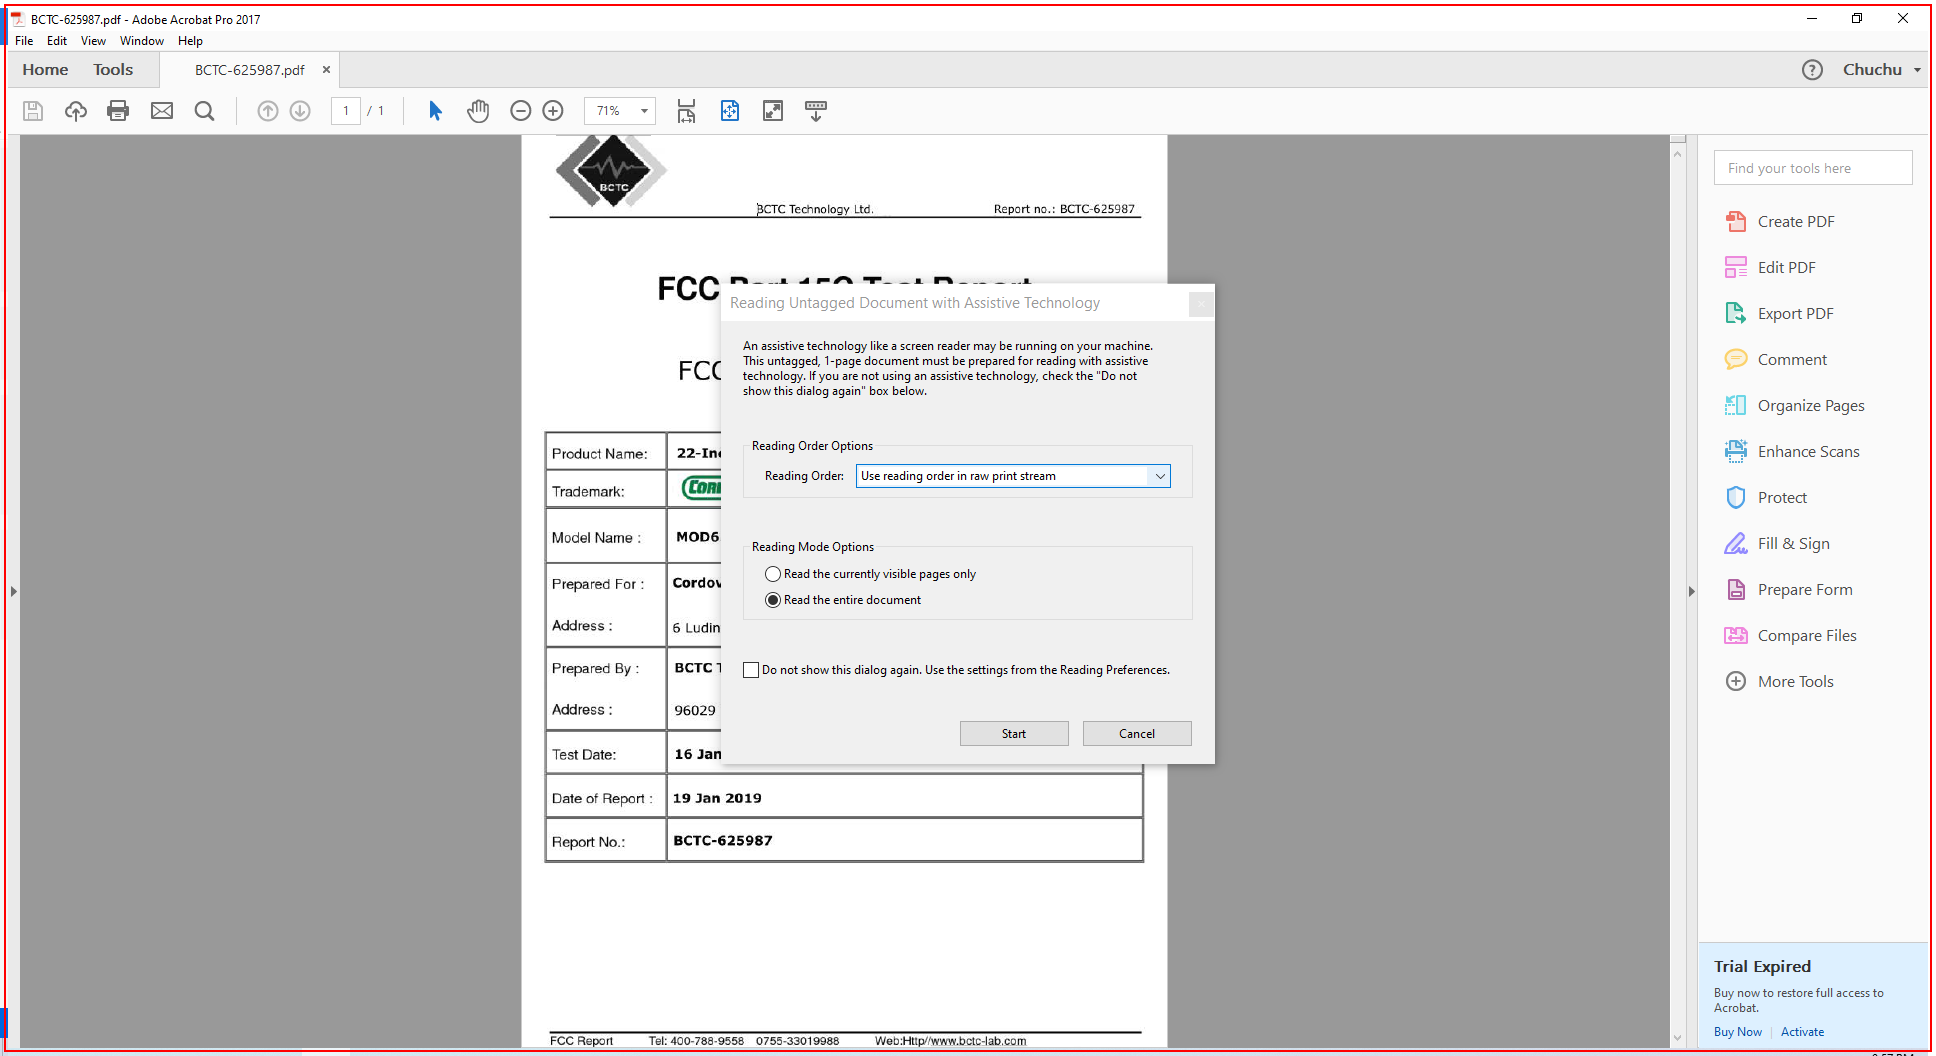 BCTC-625987.pdf - Adobe Acrobat Pro 2017
File Edit View Window Help
Home Tools BCTC-625987.pdf × ? Chuchu
1 / 1 71%
BCTC
BCTC Technology Ltd. Report no.: BCTC-625987
FCC Part 15C Test Report
FCC
Product Name: 22-In
Trademark:
Model Name : MOD6
Prepared For : Cordov
Address : 6 Ludin
Prepared By : BCTC T
Address : 96029
Test Date: 16 Jan
Date of Report : 19 Jan 2019
Report No.: BCTC-625987
FCC Report Tel: 400-788-9558 0755-33019988 Web:Http//www.bctc-lab.com
Reading Untagged Document with Assistive Technology
An assistive technology like a screen reader may be running on your machine.
This untagged, 1-page document must be prepared for reading with assistive
technology. If you are not using an assistive technology, check the "Do not
show this dialog again" box below.
Reading Order Options
Reading Order: Use reading order in raw print stream
Reading Mode Options
Read the currently visible pages only
Read the entire document
Do not show this dialog again. Use the settings from the Reading Preferences.
Start Cancel
Find your tools here
Create PDF
Edit PDF
Export PDF
Comment
Organize Pages
Enhance Scans
Protect
Fill & Sign
Prepare Form
Compare Files
More Tools
Trial Expired
Buy now to restore full access to
Acrobat.
Buy Now | Activate